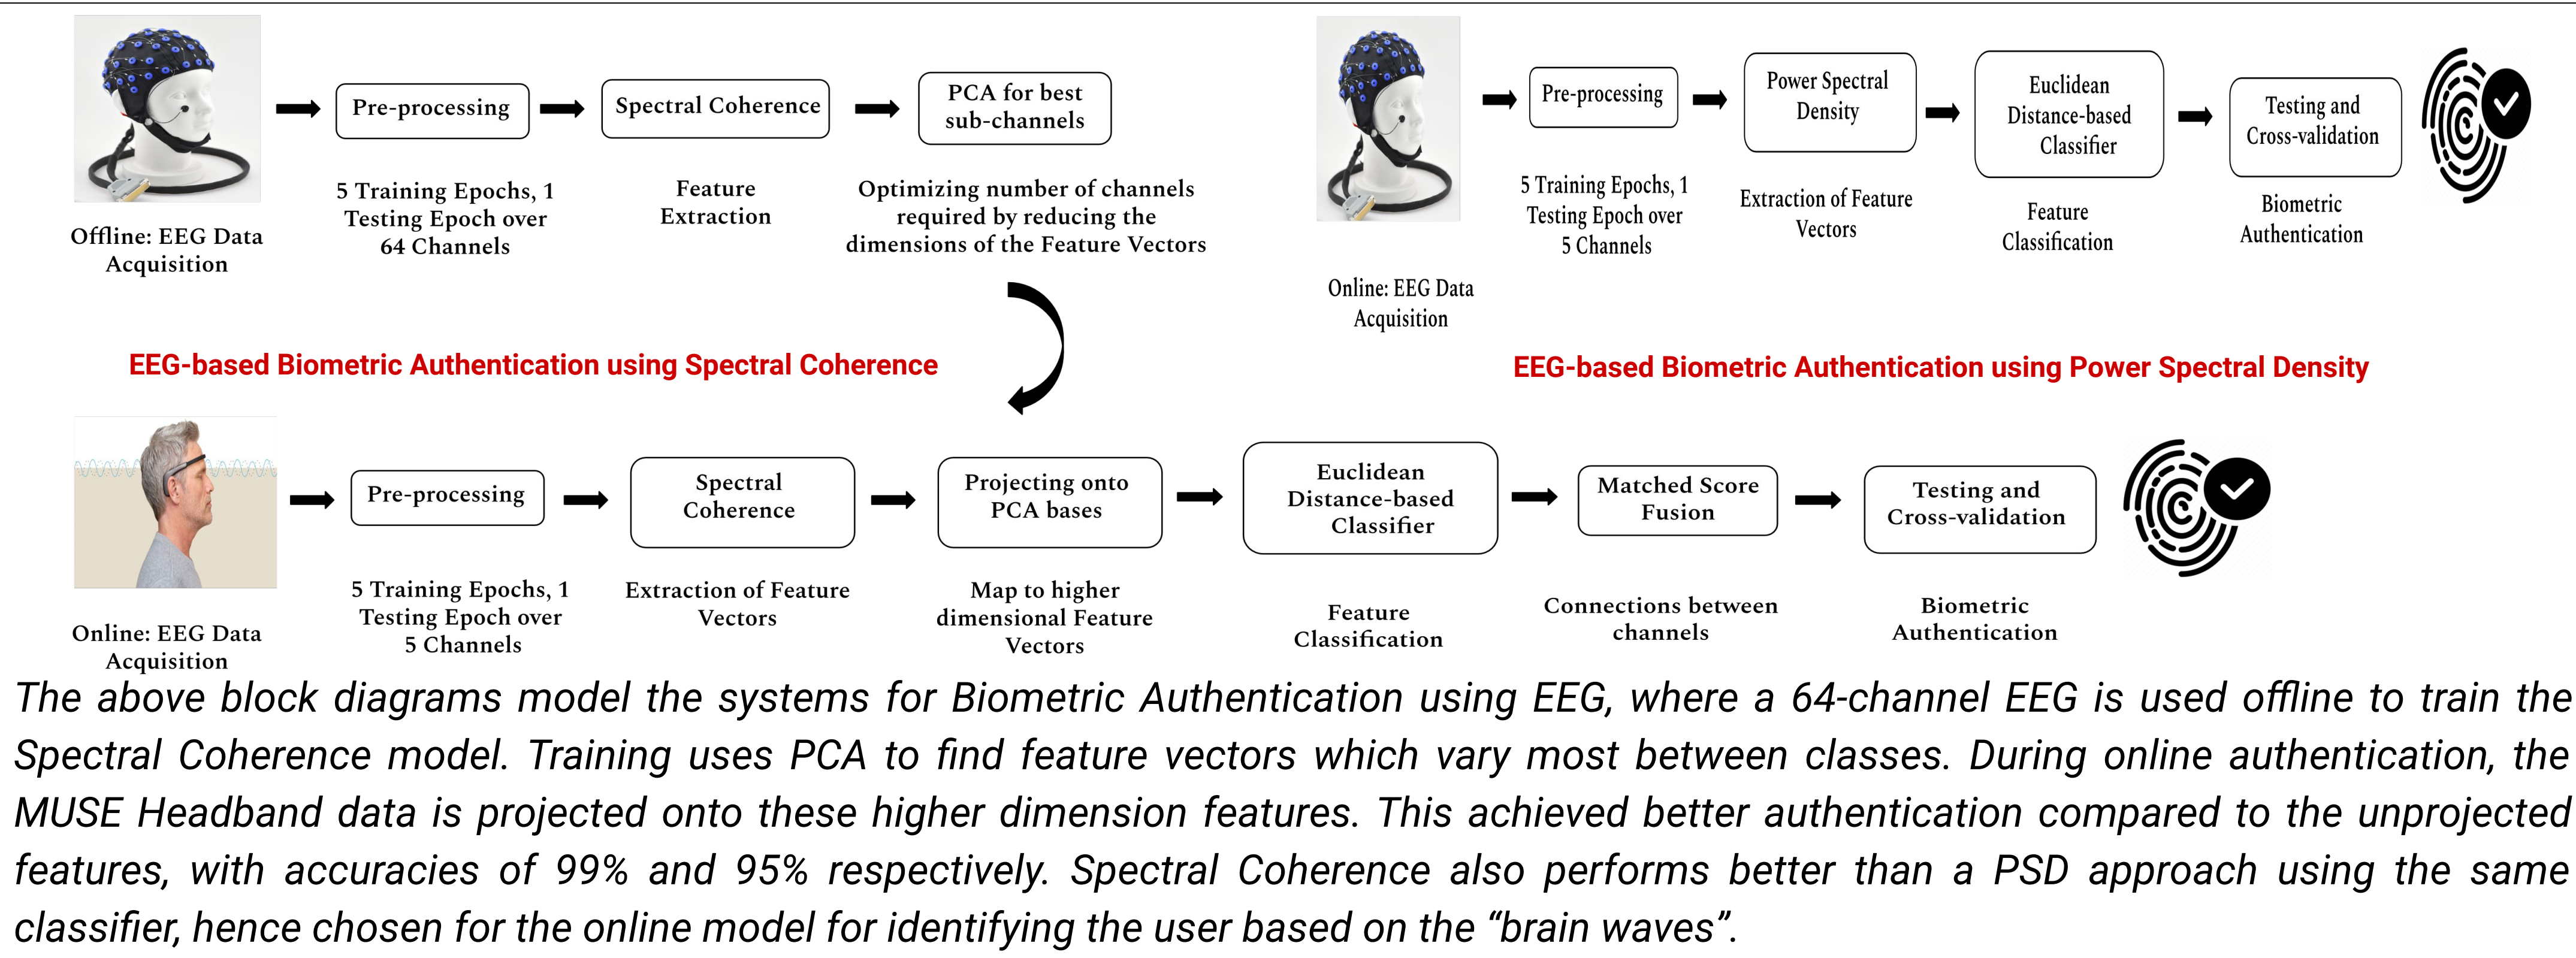 Pre-processing
Spectral Coherence
PCA for best
sub-channels
5 Training Epochs, 1
Testing Epoch over
64 Channels
Feature
Extraction
Optimizing number of channels
required by reducing the
dimensions of the Feature Vectors
Offline: EEG Data
Acquisition
Pre-processing
Power Spectral
Density
Euclidean
Distance-based
Classifier
Testing and
Cross-validation
5 Training Epochs, 1
Testing Epoch over
5 Channels
Extraction of Feature
Vectors
Feature
Classification
Biometric
Authentication
Online: EEG Data
Acquisition
EEG-based Biometric Authentication using Spectral Coherence
EEG-based Biometric Authentication using Power Spectral Density
Pre-processing
Spectral
Coherence
Projecting onto
PCA bases
Euclidean
Distance-based
Classifier
Matched Score
Fusion
Testing and
Cross-validation
Online: EEG Data
Acquisition
5 Training Epochs, 1
Testing Epoch over
5 Channels
Extraction of Feature
Vectors
Map to higher
dimensional Feature
Vectors
Feature
Classification
Connections between
channels
Biometric
Authentication
The above block diagrams model the systems for Biometric Authentication using EEG, where a 64-channel EEG is used offline to train the
Spectral Coherence model. Training uses PCA to find feature vectors which vary most between classes. During online authentication, the
MUSE Headband data is projected onto these higher dimension features. This achieved better authentication compared to the unprojected
features, with accuracies of 99% and 95% respectively. Spectral Coherence also performs better than a PSD approach using the same
classifier, hence chosen for the online model for identifying the user based on the “brain waves”.